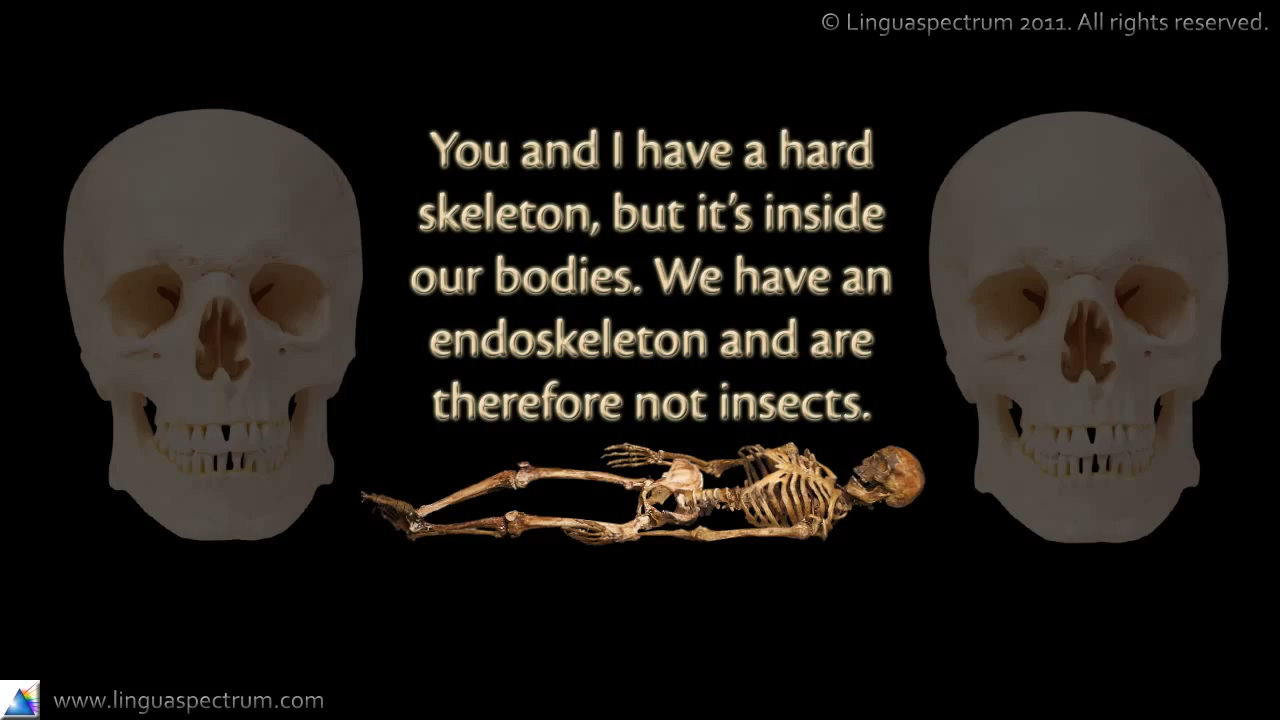 © Linguaspectrum 2011. All rights reserved.
You and I have a hard
skeleton, but it’s inside
our bodies. We have an
endoskeleton and are
therefore not insects.
www.linguaspectrum.com